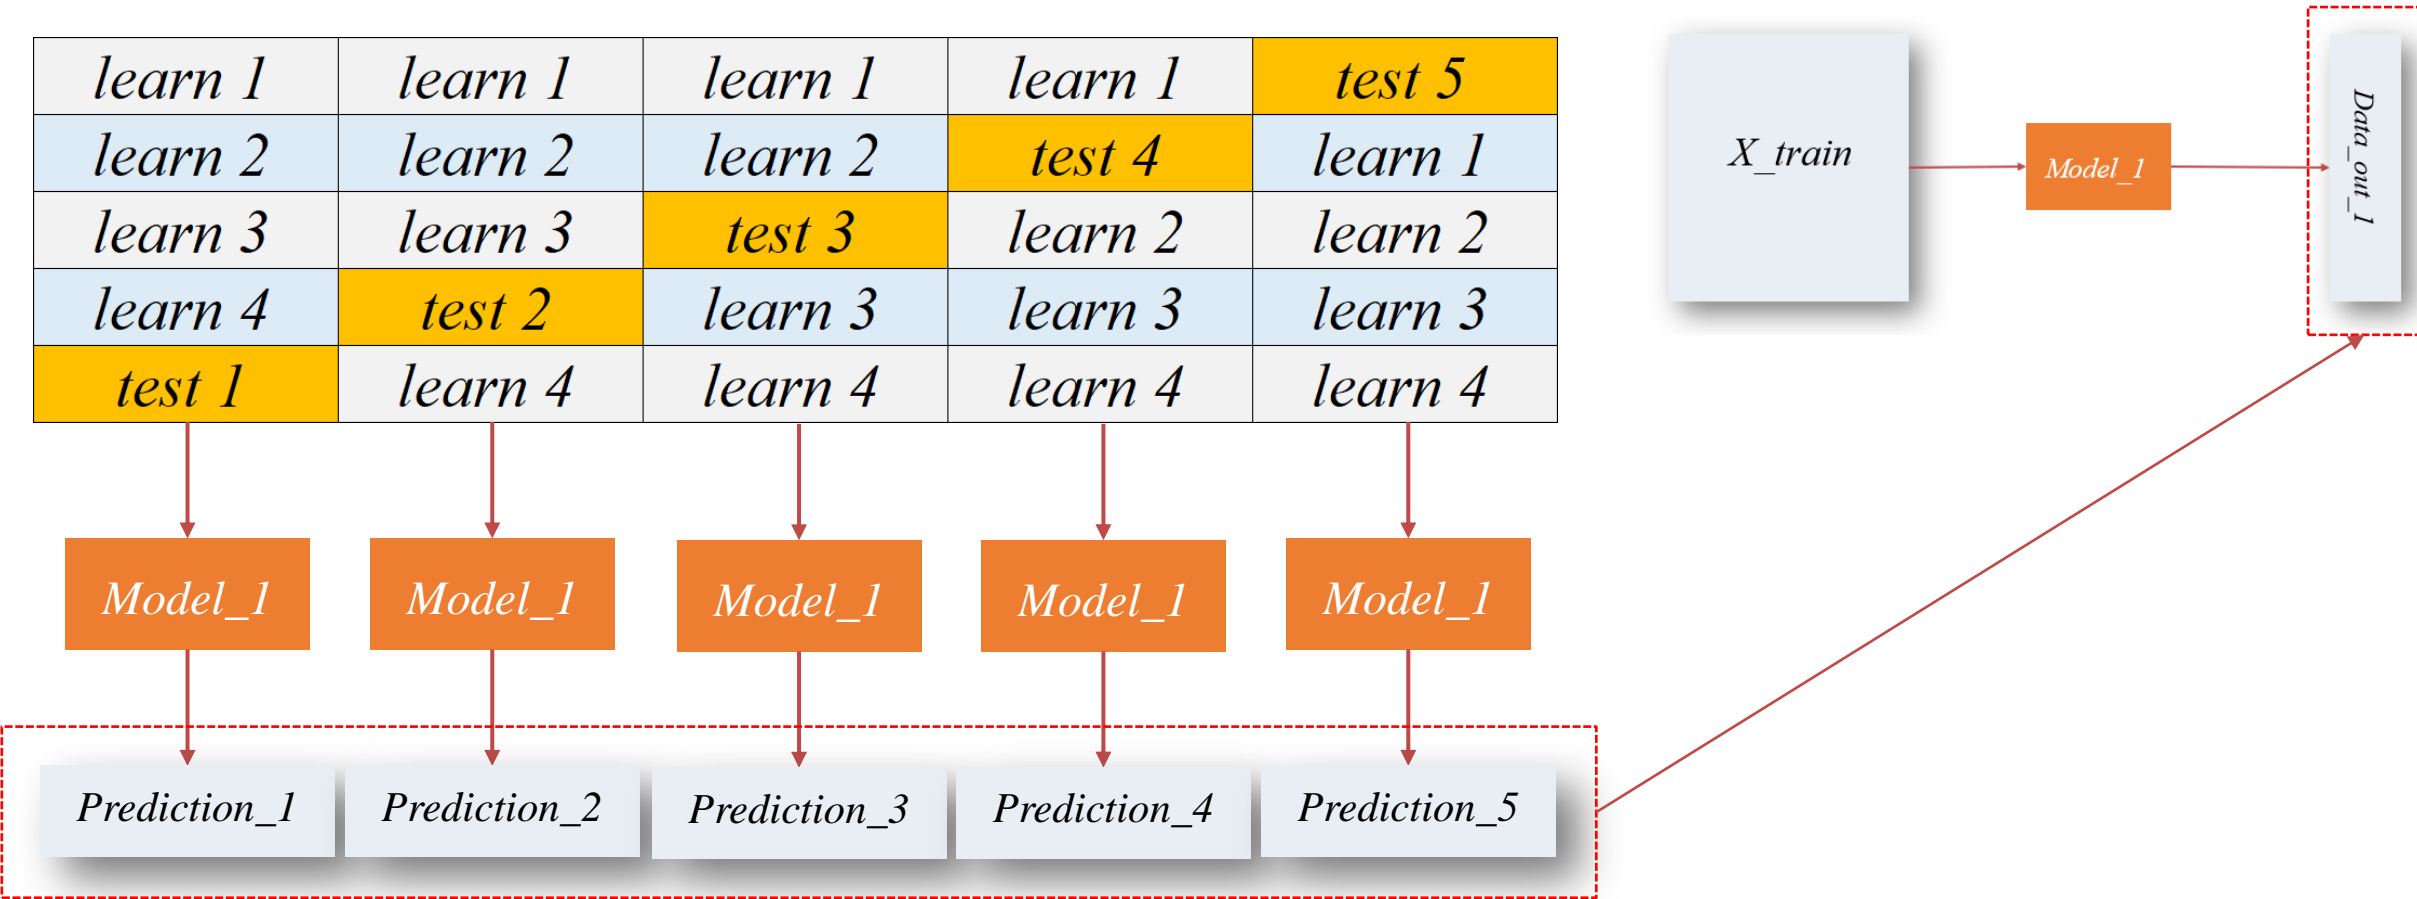 learn 1 learn 1 learn 1 learn 1 test 5
learn 2 learn 2 learn 2 test 4 learn 1
learn 3 learn 3 test 3 learn 2 learn 2
learn 4 test 2 learn 3 learn 3 learn 3
test 1 learn 4 learn 4 learn 4 learn 4
Model_1 Model_1 Model_1 Model_1 Model_1
Prediction_1 Prediction_2 Prediction_3 Prediction_4 Prediction_5
X_train
Model_1
Data_out_1